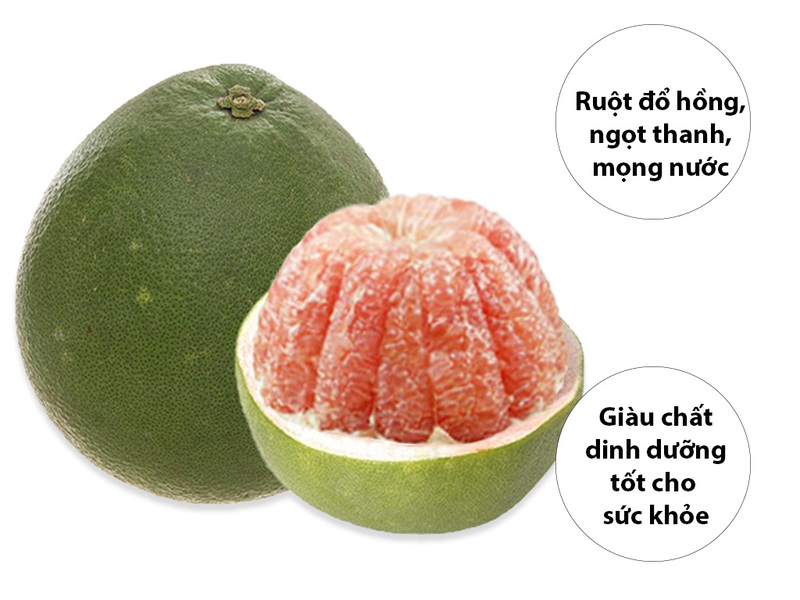 Ruột đổ hồng,
ngọt thanh,
mọng nước
Giàu chất
dinh dưỡng
tốt cho
sức khỏe